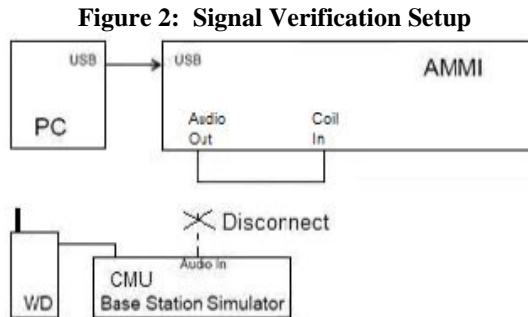 Figure 2: Signal Verification Setup
USB
USB
AMMI
PC
Audio
Out
Coil
In
Disconnect
Audio In
CMU
WD
Base Station Simulator